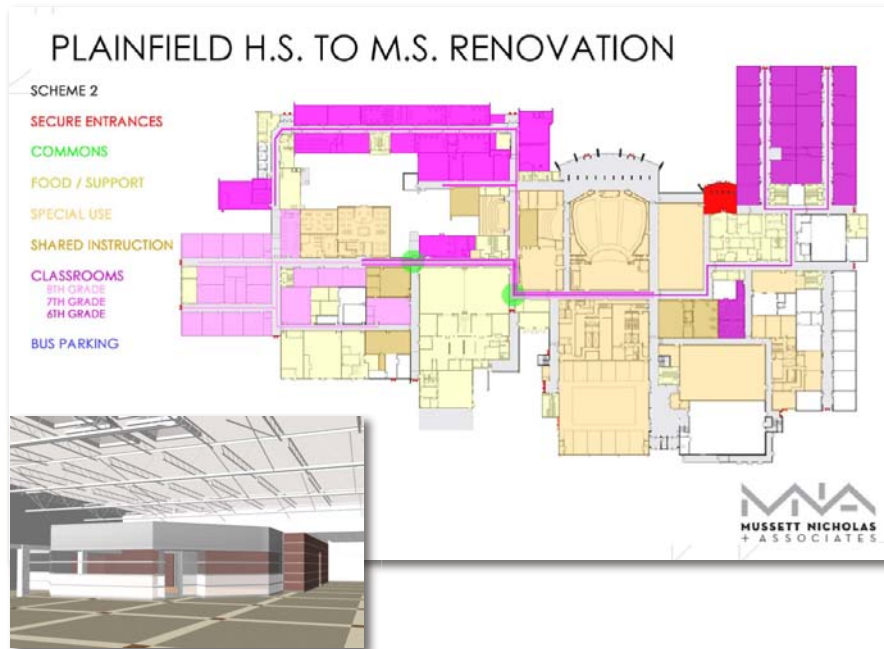 PLAINFIELD H.S. TO M.S. RENOVATION
SCHEME 2
SECURE ENTRANCES
COMMONS
FOOD / SUPPORT
SPECIAL USE
SHARED INSTRUCTION
CLASSROOMS
8TH GRADE
7TH GRADE
6TH GRADE
BUS PARKING
MUSSETT NICHOLAS
+ ASSOCIATES